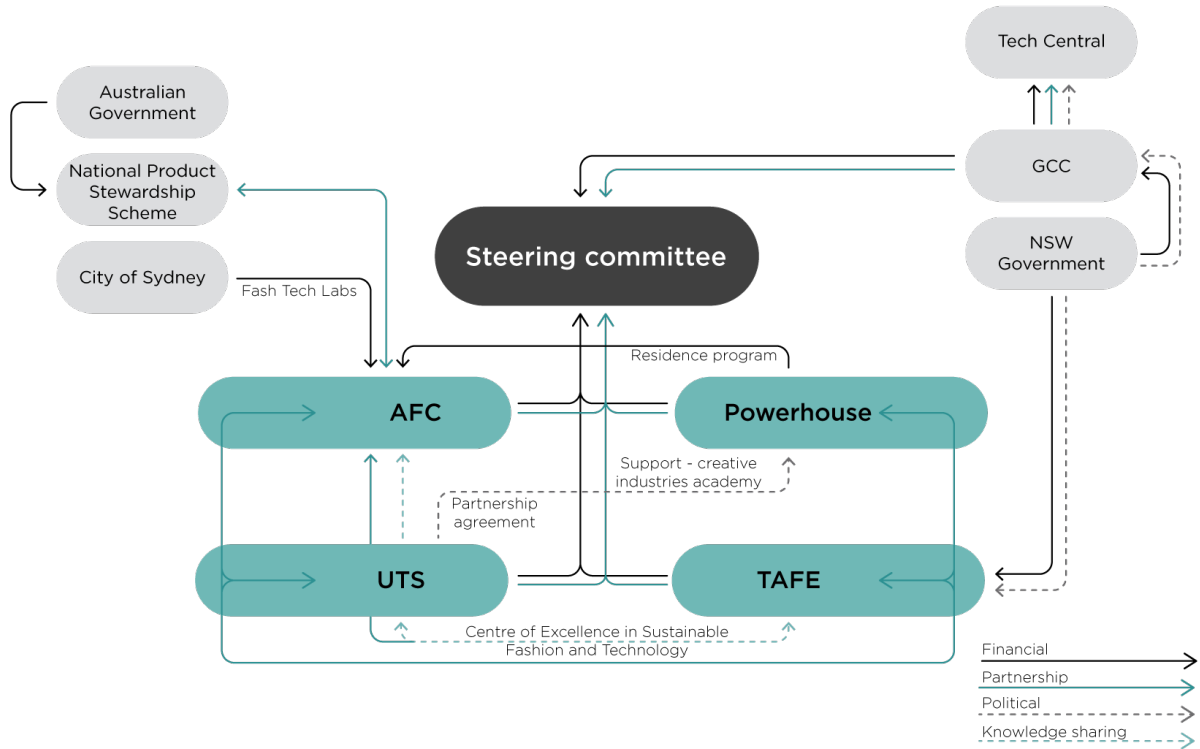 Tech Central
Australian
Government
National Product
Stewardship
Scheme
GCC
City of Sydney
Fash Tech Labs
Steering committee
NSW
Government
Residence program
AFC
Powerhouse
Support - creative
industries academy
Partnership
agreement
UTS
TAFE
Centre of Excellence in Sustainable
Fashion and Technology
Financial
Partnership
Political
Knowledge sharing